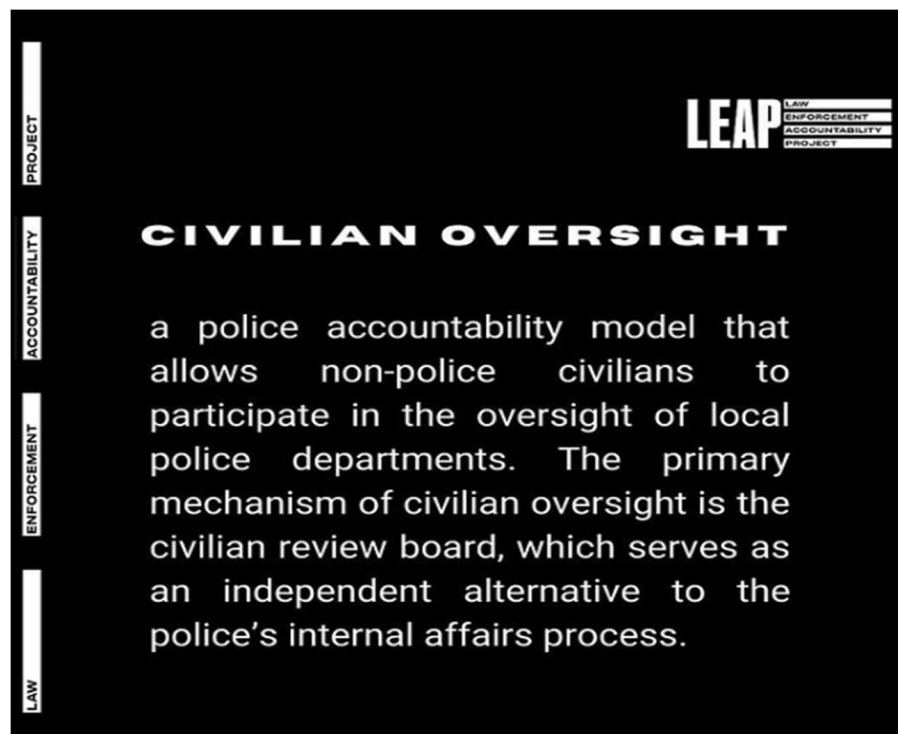 PROJECT
ACCOUNTABILITY
ENFORCEMENT
LAW
LEAP
LAW
ENFORCEMENT
ACCOUNTABILITY
PROJECT
CIVILIAN OVERSIGHT
a police accountability model that
allows non-police civilians to
participate in the oversight of local
police departments. The primary
mechanism of civilian oversight is the
civilian review board, which serves as
an independent alternative to the
police’s internal affairs process.